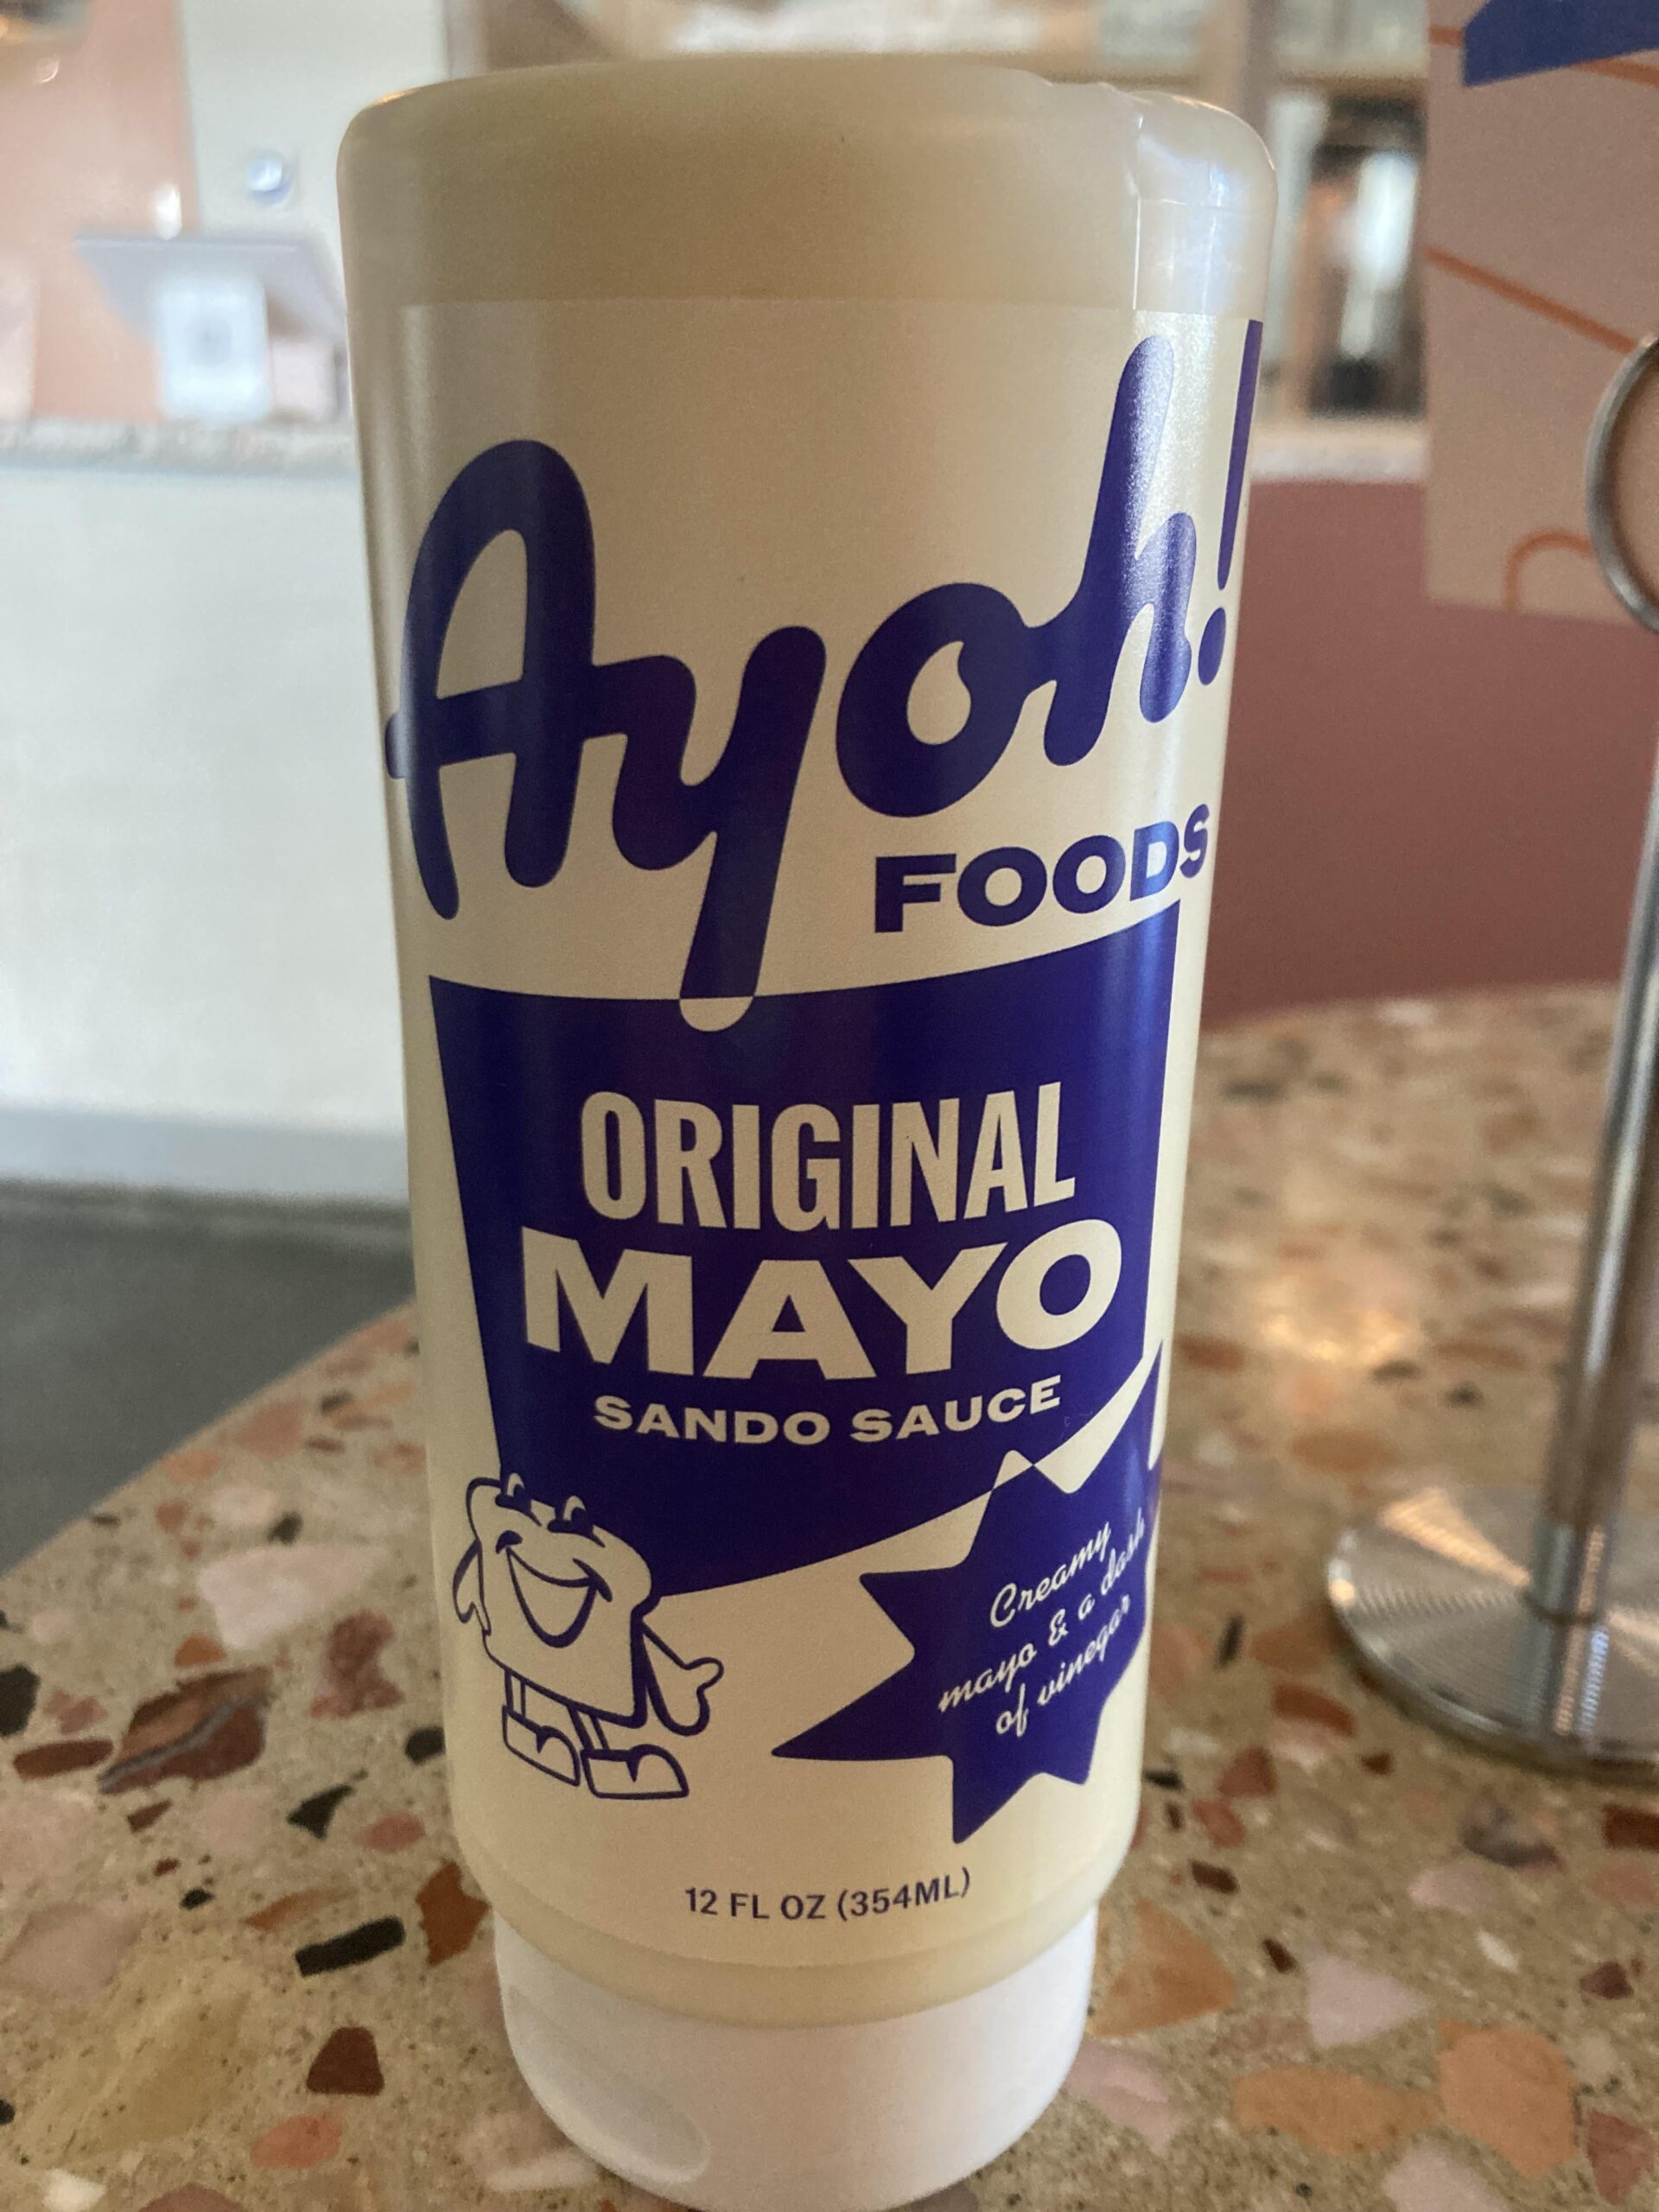 Ayoh!
FOODS
ORIGINAL
MAYO
SANDO SAUCE
Creamy
mayo & a dash
of vinegar
12 FL OZ (354ML)